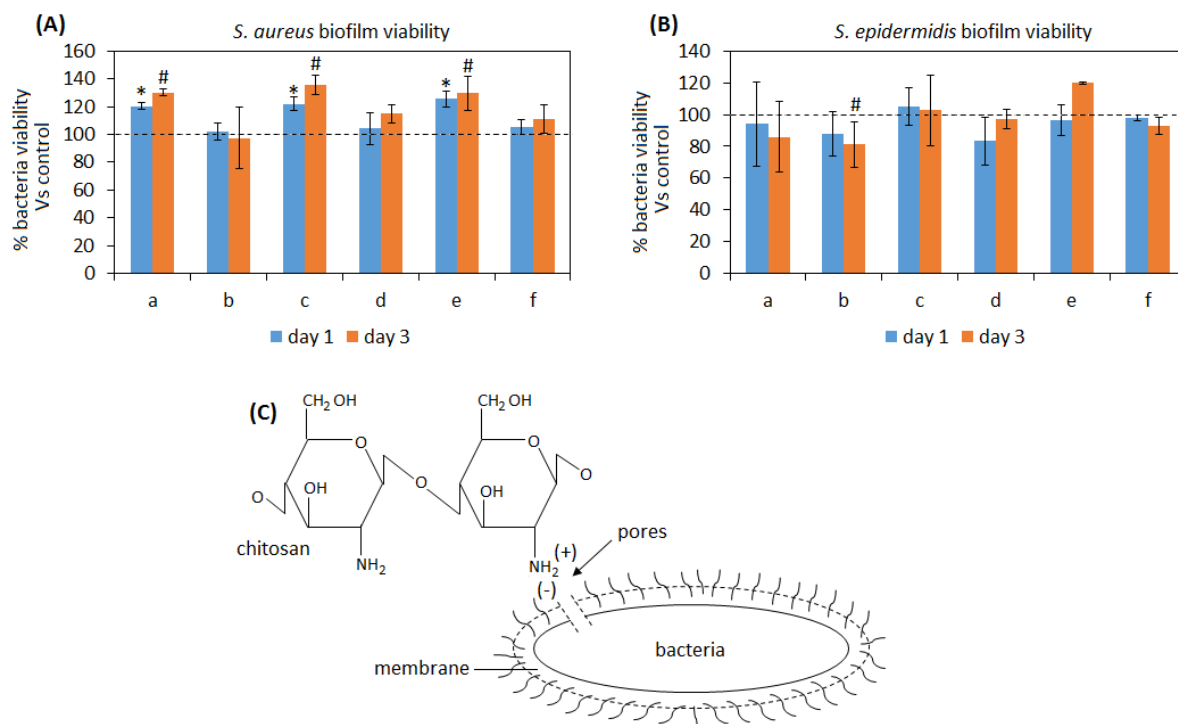 (A)
S. aureus biofilm viability
% bacteria viability
Vs control
160
140
120
100
80
60
40
20
0
* # * # * #
a b c d e f
day 1 day 3
(B)
S. epidermidis biofilm viability
% bacteria viability
Vs control
140
120
100
80
60
40
20
0
#
a b c d e f
day 1 day 3
(C)
CH2 OH CH2 OH
O O
O OH O OH O
chitosan
NH2 NH2 (+)
(-)
pores
bacteria
membrane